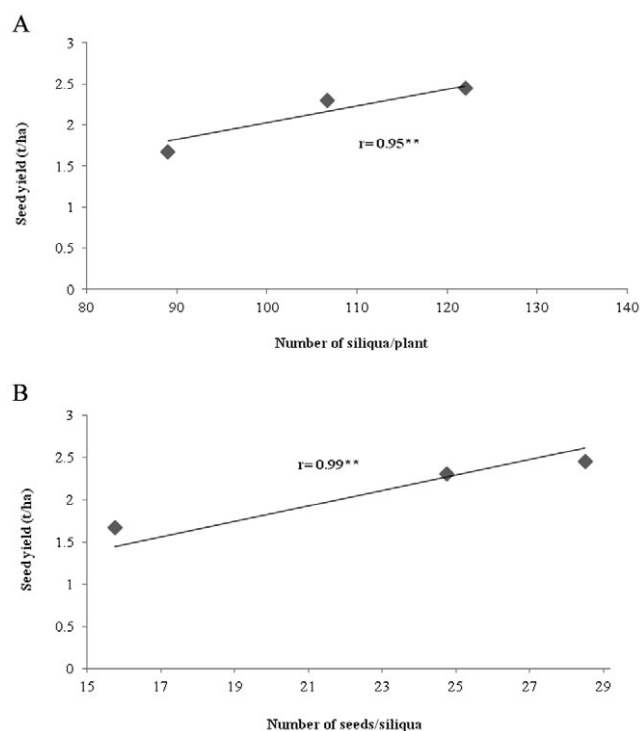 A
3
2.5
2
1.5
1
0.5
0
Seed yield (t/ha)
r= 0.95**
80 90 100 110 120 130 140
Number of siliqua/plant
B
3
2.5
2
1.5
1
0.5
0
Seed yield (t/ha)
r= 0.99**
15 17 19 21 23 25 27 29
Number of seeds/siliqua